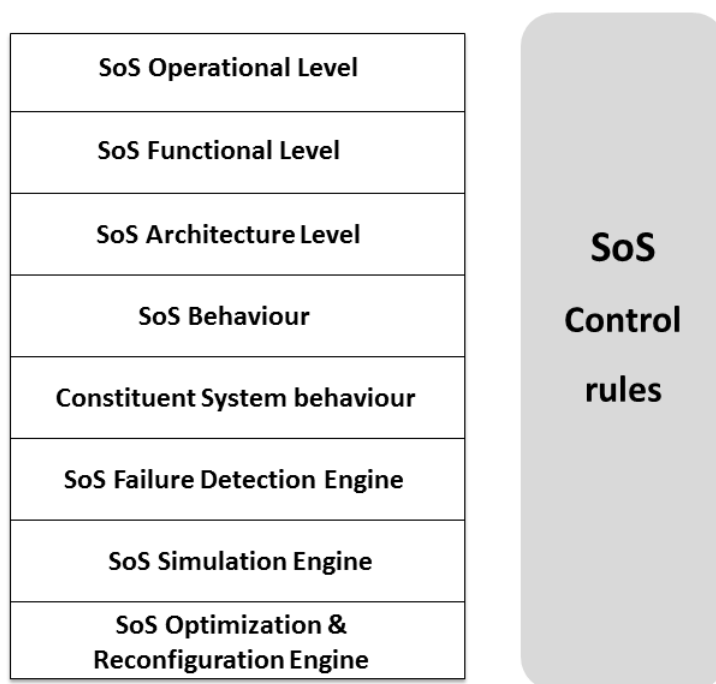 SoS Operational Level
SoS Functional Level
SoS Architecture Level
SoS Behaviour
Constituent System behaviour
SoS Failure Detection Engine
SoS Simulation Engine
SoS Optimization &
Reconfiguration Engine
SoS
Control
rules